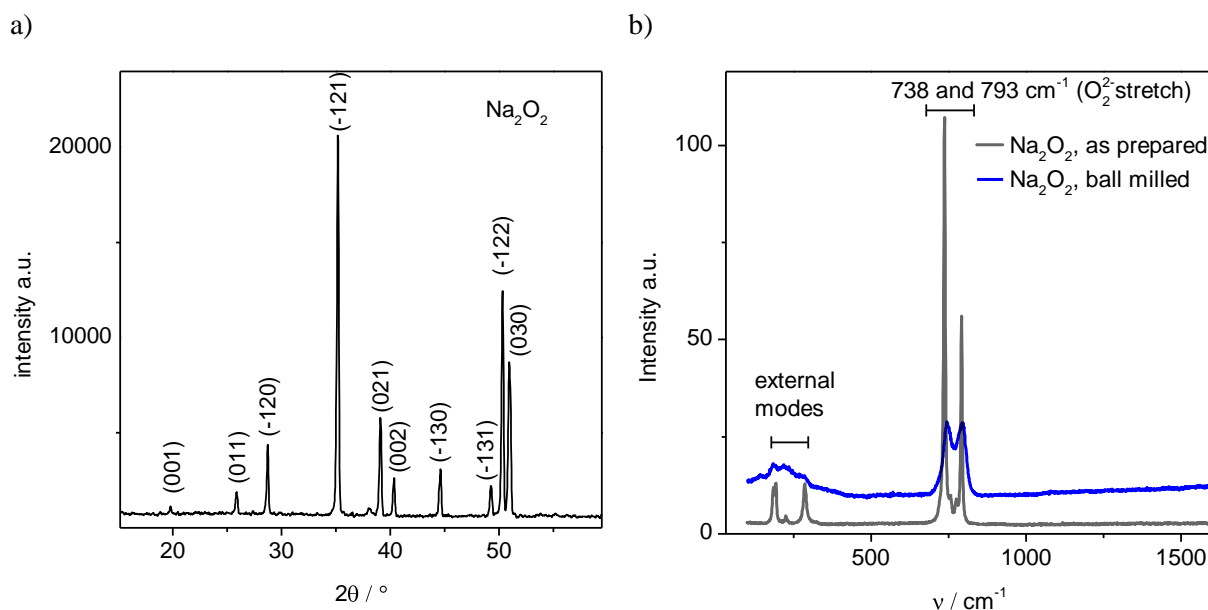 a)
Na₂O₂
20000
10000
intensity a.u.
(001)
(011)
(-120)
(-121)
(021)
(002)
(-130)
(-131)
(-122)
(030)
20
30
40
50
2θ / °
b)
738 and 793 cm⁻¹ (O₂²⁻stretch)
Na₂O₂, as prepared
Na₂O₂, ball milled
external
modes
100
50
0
Intensity a.u.
500
1000
1500
ν / cm⁻¹